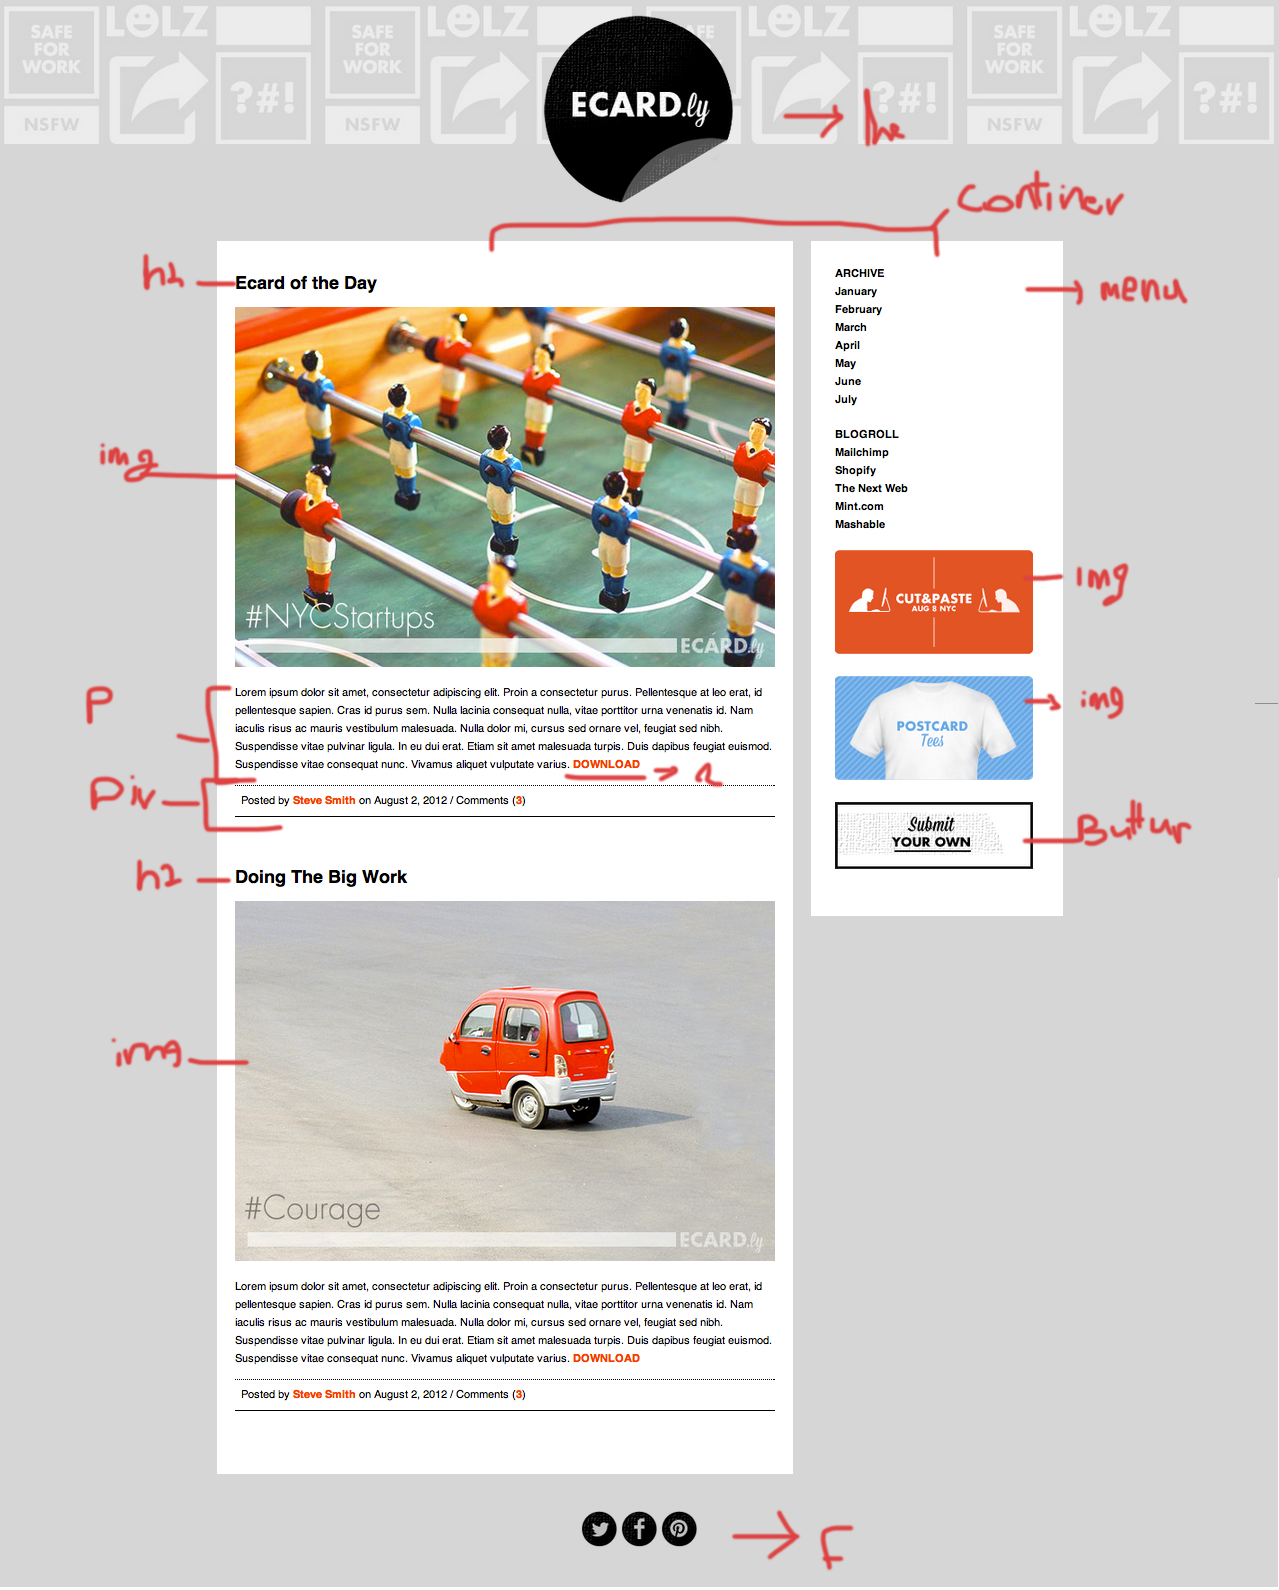 SAFE
FOR
WORK
NSFW
LOLZ
?#!
SAFE
FOR
WORK
NSFW
LOLZ
ECARD.ly
LOLZ
?#!
SAFE
FOR
WORK
NSFW
LOLZ
?#!
he
Continer
h2
Ecard of the Day
img
#NYCStartups
ECARD.ly
P
Lorem ipsum dolor sit amet, consectetur adipiscing elit. Proin a consectetur purus. Pellentesque at leo erat, id
pellentesque sapien. Cras id purus sem. Nulla lacinia consequat nulla, vitae porttitor urna venenatis id. Nam
iaculis risus ac mauris vestibulum malesuada. Nulla dolor mi, cursus sed ornare vel, feugiat sed nibh.
Suspendisse vitae pulvinar ligula. In eu dui erat. Etiam sit amet malesuada turpis. Duis dapibus feugiat euismod.
Suspendisse vitae consequat nunc. Vivamus aliquet vulputate varius. DOWNLOAD
Div
Posted by Steve Smith on August 2, 2012 / Comments (3)
h2
Doing The Big Work
img
#Courage
ECARD.ly
Lorem ipsum dolor sit amet, consectetur adipiscing elit. Proin a consectetur purus. Pellentesque at leo erat, id
pellentesque sapien. Cras id purus sem. Nulla lacinia consequat nulla, vitae porttitor urna venenatis id. Nam
iaculis risus ac mauris vestibulum malesuada. Nulla dolor mi, cursus sed ornare vel, feugiat sed nibh.
Suspendisse vitae pulvinar ligula. In eu dui erat. Etiam sit amet malesuada turpis. Duis dapibus feugiat euismod.
Suspendisse vitae consequat nunc. Vivamus aliquet vulputate varius. DOWNLOAD
Posted by Steve Smith on August 2, 2012 / Comments (3)
ARCHIVE
menu
January
February
March
April
May
June
July
BLOGROLL
Mailchimp
Shopify
The Next Web
Mint.com
Mashable
CUT&PASTE
AUG 8 NYC
Img
POSTCARD
Tees
img
Submit
YOUR OWN
F